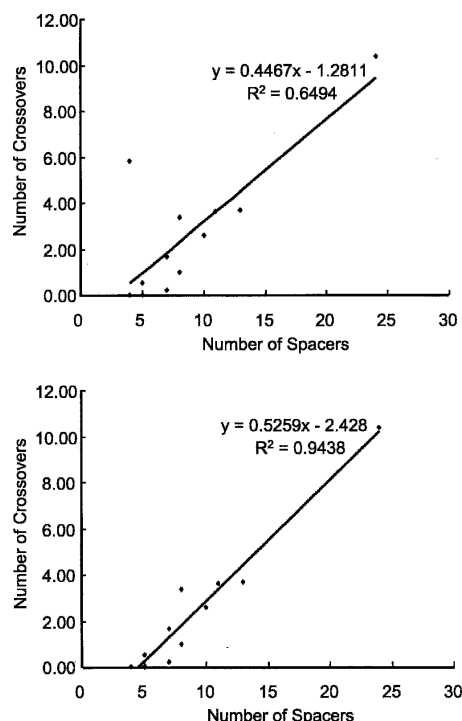 12.00
10.00
8.00
6.00
4.00
2.00
0.00
Number of Crossovers
y = 0.4467x - 1.2811
R² = 0.6494
0 5 10 15 20 25 30
Number of Spacers
12.00
10.00
8.00
6.00
4.00
2.00
0.00
Number of Crossovers
y = 0.5259x - 2.428
R² = 0.9438
0 5 10 15 20 25 30
Number of Spacers